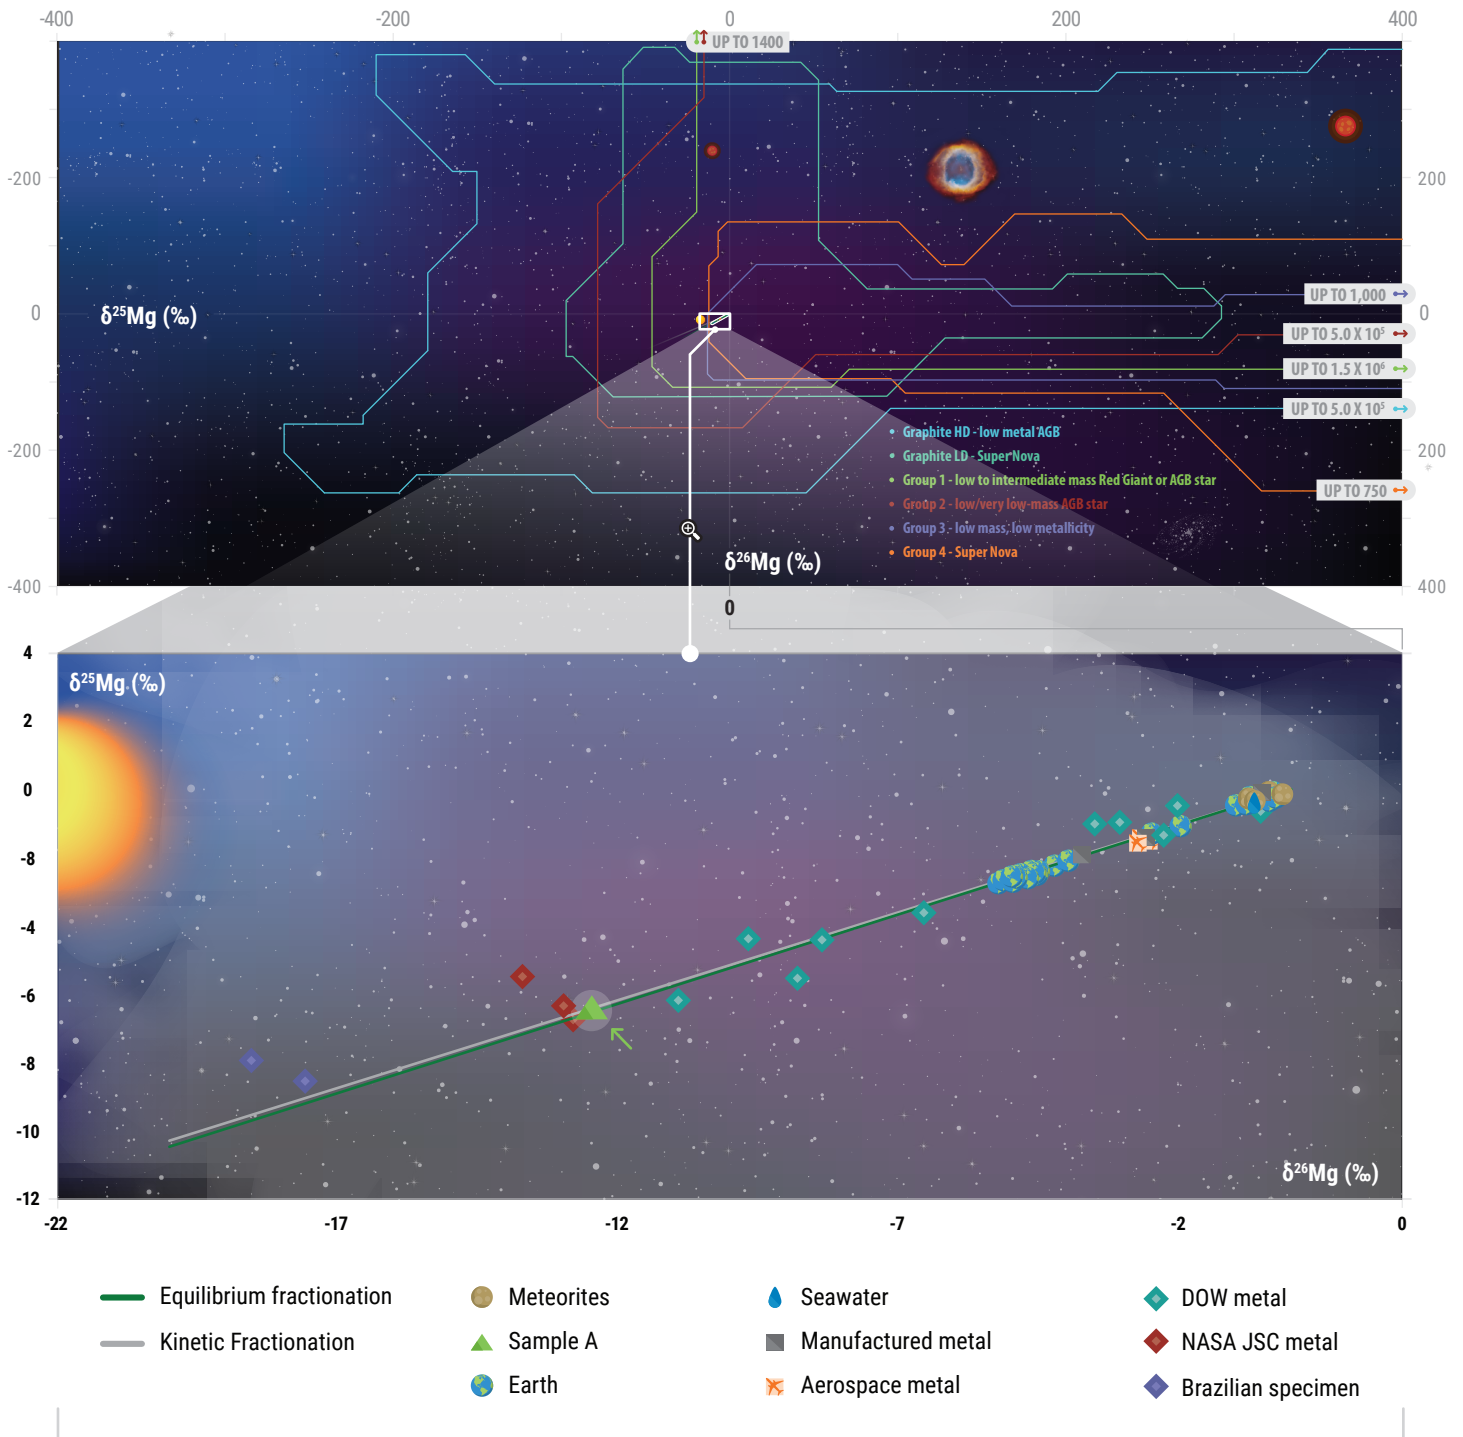 -400 -200 0 200 400
UP TO 1400
-200 200
0 0
δ²⁵Mg (‰)
UP TO 1,000
UP TO 5.0 X 10⁵
UP TO 1.5 X 10⁶
UP TO 5.0 X 10⁵
• Graphite HD - low metal AGB
-200 200
• Graphite LD - Super Nova
• Group 1 - low to intermediate mass Red Giant or AGB star
UP TO 750
• Group 2 - low/very low-mass AGB star
• Group 3 - low mass, low metallicity
• Group 4 - Super Nova
δ²⁶Mg (‰)
-400 400
0
4
δ²⁵Mg (‰)
2
0
-8
-4
-6
-8
-10
δ²⁶Mg (‰)
-12
-22 -17 -12 -7 -2 0
Equilibrium fractionation Meteorites Seawater DOW metal
Kinetic Fractionation Sample A Manufactured metal NASA JSC metal
Earth Aerospace metal Brazilian specimen